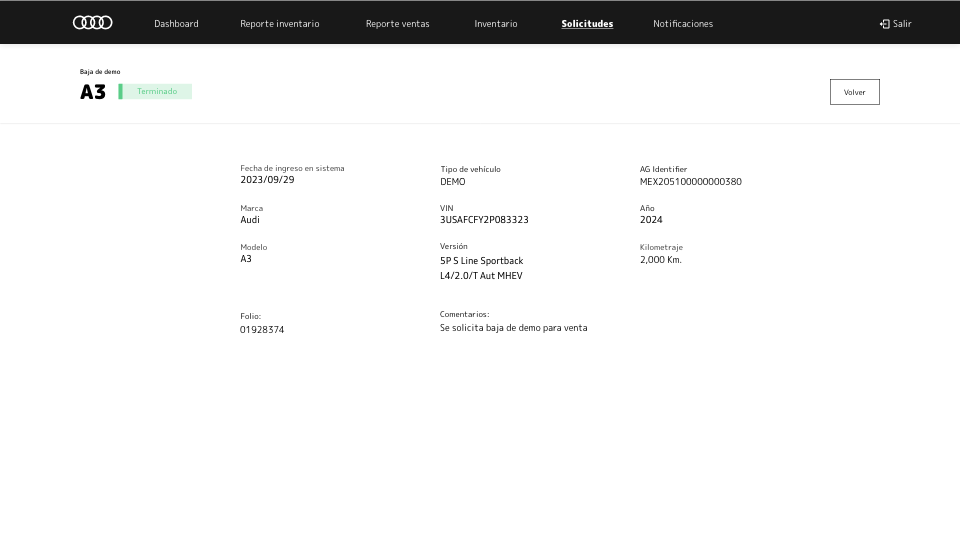 Dashboard Reporte inventario Reporte ventas Inventario Solicitudes Notificaciones Salir
Baja de demo
A3 Terminado
Volver
Fecha de ingreso en sistema
2023/09/29
Tipo de vehículo
DEMO
AG Identifier
MEX205100000000380
Marca
Audi
VIN
3USAFCFY2P083323
Año
2024
Modelo
A3
Versión
5P S Line Sportback
L4/2.0/T Aut MHEV
Kilometraje
2,000 Km.
Folio:
01928374
Comentarios:
Se solicita baja de demo para venta